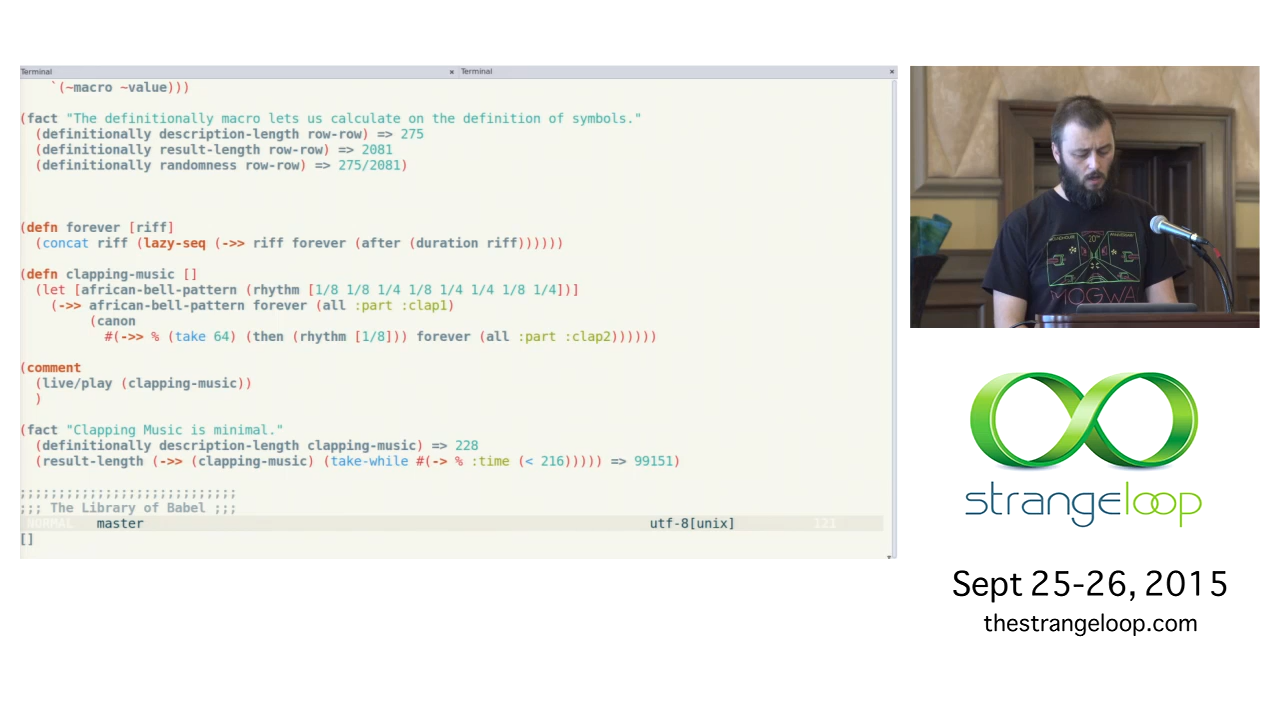 Terminal
Terminal
`(~macro ~value)))
(fact "The definitionally macro lets us calculate on the definition of symbols."
(definitionally description-length row-row) => 275
(definitionally result-length row-row) => 2081
(definitionally randomness row-row) => 275/2081)
(defn forever [riff]
(concat riff (lazy-seq (->> riff forever (after (duration riff))))))
(defn clapping-music []
(let [african-bell-pattern (rhythm [1/8 1/8 1/4 1/8 1/4 1/4 1/8 1/4])]
(->> african-bell-pattern forever (all :part :clap1)
(canon
#(->> % (take 64) (then (rhythm [1/8])) forever (all :part :clap2))))))
(comment
(live/play (clapping-music))
)
(fact "Clapping Music is minimal."
(definitionally description-length clapping-music) => 228
(result-length (->> (clapping-music) (take-while #(-> % :time (< 216))))) => 99151)
;;;;;;;;;;;;;;;;;;;;;;;;;;;;
;;; The Library of Babel ;;;
NORMAL master utf-8[unix] 121
[]
MOGWA
strangeloop
Sept 25-26, 2015
thestrangeloop.com